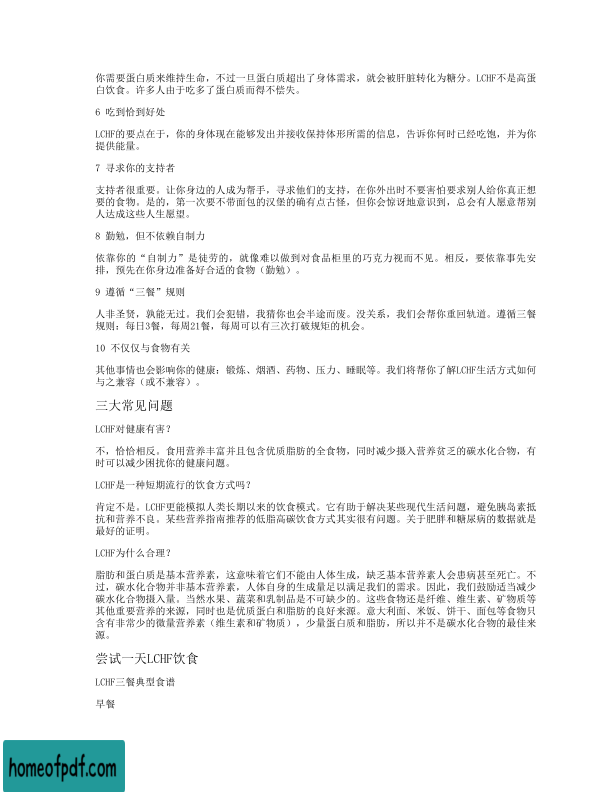 你需要蛋白质来维持生命，不过一旦蛋白质超出了身体需求，就会被肝脏转化为糖分。LCHF不是高蛋
白饮食。许多人由于吃多了蛋白质而得不偿失。
6 吃到恰到好处
LCHF的要点在于，你的身体现在能够发出并接收保持体形所需的信息，告诉你何时已经吃饱，并为你
提供能量。
7 寻求你的支持者
支持者很重要。让你身边的人成为帮手，寻求他们的支持，在你外出时不要害怕要求别人给你真正想
要的食物。是的，第一次要不带面包的汉堡的确有点古怪，但你会惊讶地意识到，总会有人愿意帮别
人达成这些人生愿望。
8 勤勉，但不依赖自制力
依靠你的“自制力”是徒劳的，就像难以做到对食品柜里的巧克力视而不见。相反，要依靠事先安
排，预先在你身边准备好合适的食物（勤勉）。
9 遵循“三餐”规则
人非圣贤，孰能无过。我们会犯错，我猜你也会半途而废。没关系，我们会帮你重回轨道。遵循三餐
规则；每日3餐，每周21餐，每周可以有三次打破规矩的机会。
10 不仅仅与食物有关
其他事情也会影响你的健康；锻炼、烟酒、药物、压力、睡眠等。我们将帮你了解LCHF生活方式如何
与之兼容（或不兼容）。
三大常见问题
LCHF对健康有害？
不，恰恰相反。食用营养丰富并且包含优质脂肪的全食物，同时减少摄入营养贫乏的碳水化合物，有
时可以减少困扰你的健康问题。
LCHF是一种短期流行的饮食方式吗？
肯定不是。LCHF更能模拟人类长期以来的饮食模式。它有助于解决某些现代生活问题，避免胰岛素抵
抗和营养不良。某些营养指南推荐的低脂高碳饮食方式其实很有问题。关于肥胖和糖尿病的数据就是
最好的证明。
LCHF为什么合理？
脂肪和蛋白质是基本营养素，这意味着它们不能由人体生成，缺乏基本营养素人会患病甚至死亡。不
过，碳水化合物并非基本营养素，人体自身的生成量足以满足我们的需求。因此，我们鼓励适当减少
碳水化合物摄入量。当然水果、蔬菜和乳制品是不可缺少的。这些食物还是纤维、维生素、矿物质等
其他重要营养的来源，同时也是优质蛋白和脂肪的良好来源。意大利面、米饭、饼干、面包等食物只
含有非常少的微量营养素（维生素和矿物质），少量蛋白质和脂肪，所以并不是碳水化合物的最佳来
源。
尝试一天LCHF饮食
LCHF三餐典型食谱
早餐
homeofpdf.com